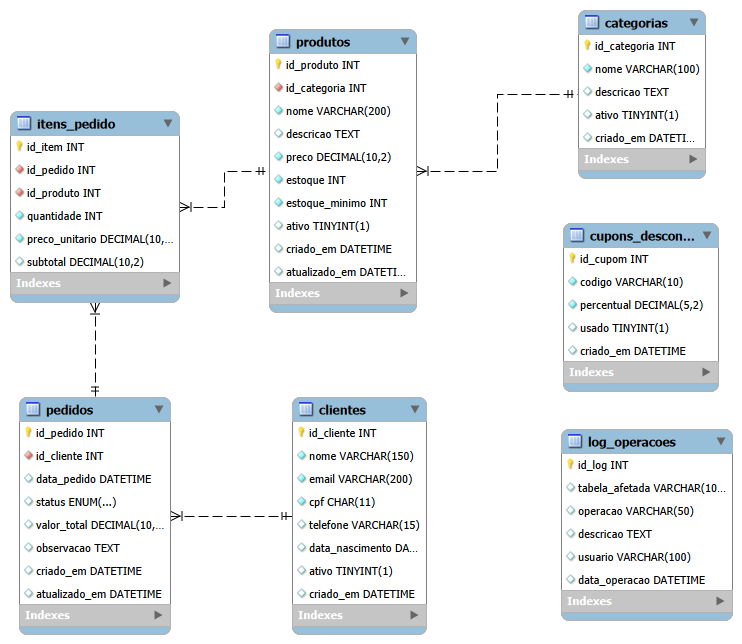 categorias
id_categoria INT
nome VARCHAR(100)
descricao TEXT
ativo TINYINT(1)
criado_em DATETI...
Indexes
produtos
id_produto INT
id_categoria INT
nome VARCHAR(200)
descricao TEXT
preco DECIMAL(10,2)
estoque INT
estoque_minimo INT
ativo TINYINT(1)
criado_em DATETIME
atualizado_em DATETI...
Indexes
itens_pedido
id_item INT
id_pedido INT
id_produto INT
quantidade INT
preco_unitario DECIMAL(10,...
subtotal DECIMAL(10,2)
Indexes
cupons_descon...
id_cupom INT
codigo VARCHAR(10)
percentual DECIMAL(5,2)
usado TINYINT(1)
criado_em DATETIME
Indexes
pedidos
id_pedido INT
id_cliente INT
data_pedido DATETIME
status ENUM(...)
valor_total DECIMAL(10,...
observacao TEXT
criado_em DATETIME
atualizado_em DATETIME
Indexes
clientes
id_cliente INT
nome VARCHAR(150)
email VARCHAR(200)
cpf CHAR(11)
telefone VARCHAR(15)
data_nascimento DA...
ativo TINYINT(1)
criado_em DATETIME
Indexes
log_operacoes
id_log INT
tabela_afetada VARCHAR(10...
operacao VARCHAR(50)
descricao TEXT
usuario VARCHAR(100)
data_operacao DATETIME
Indexes